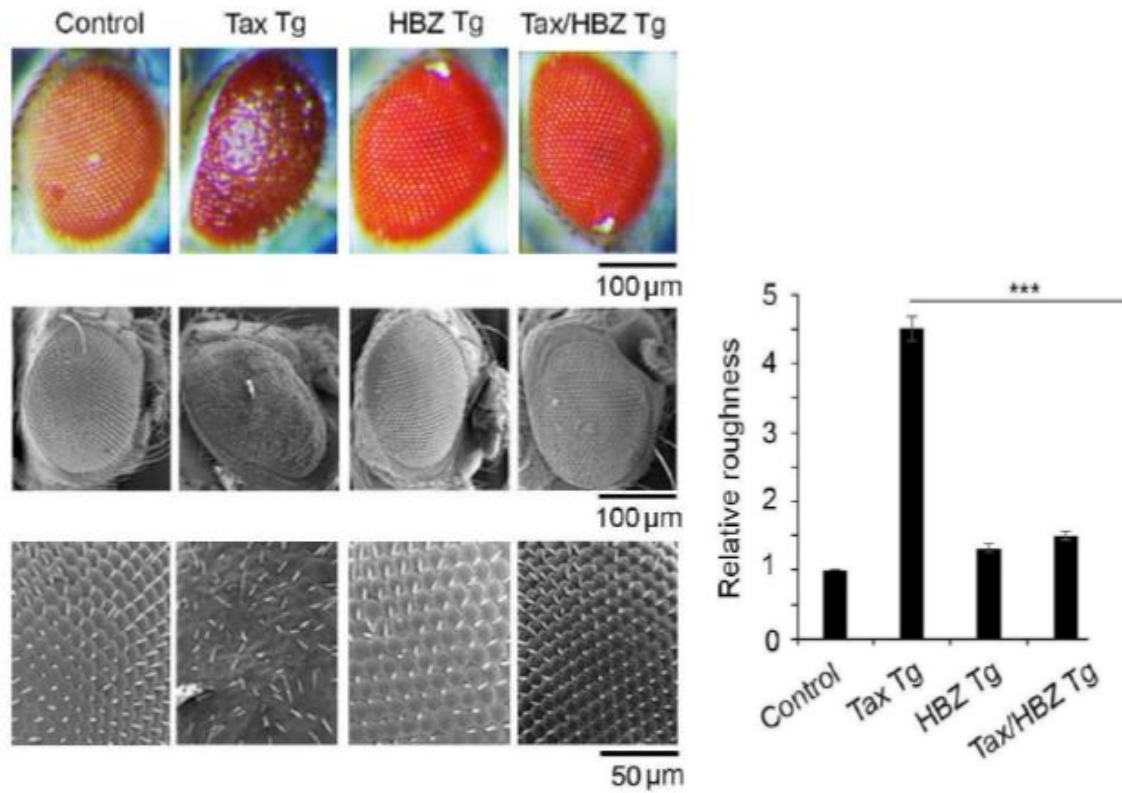 Control Tax Tg HBZ Tg Tax/HBZ Tg
100 µm
100 µm
50 µm
Relative roughness
***
5
4
3
2
1
0
Control
Tax Tg
HBZ Tg
Tax/HBZ Tg